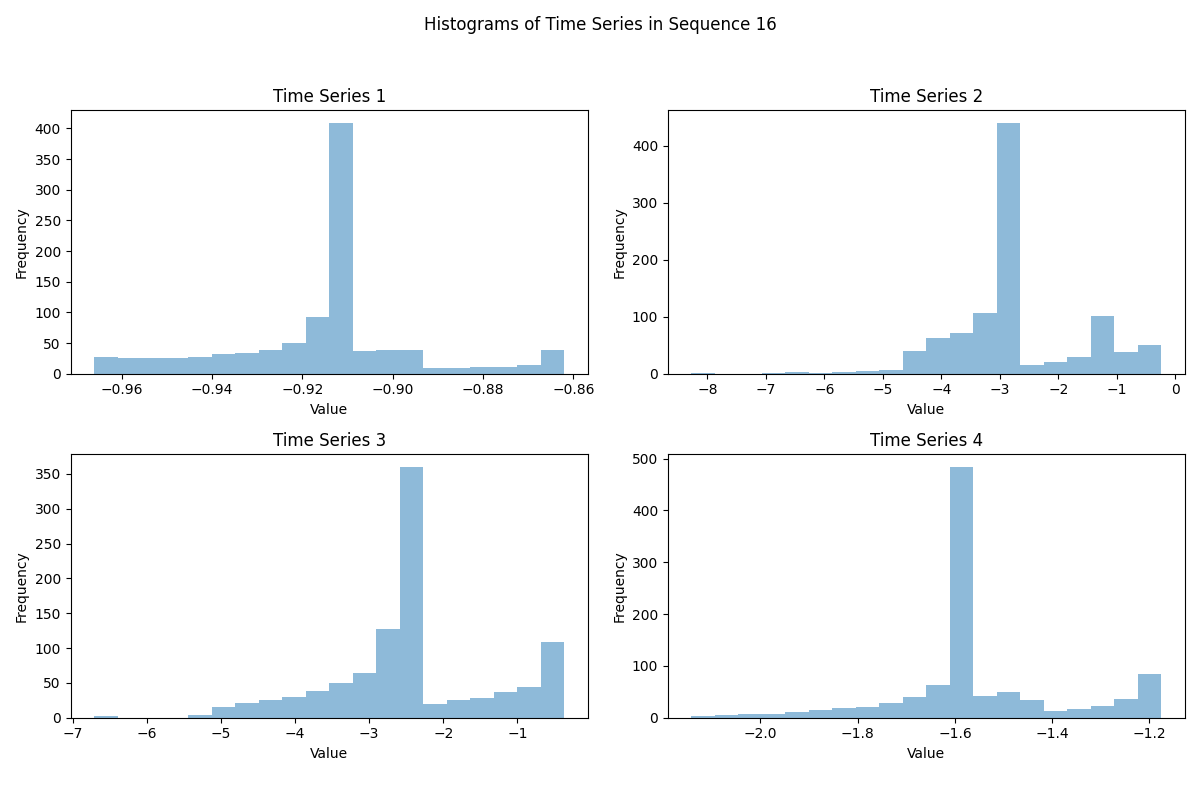 Histograms of Time Series in Sequence 16
Time Series 1
Frequency
400
350
300
250
200
150
100
50
0
−0.96 −0.94 −0.92 −0.90 −0.88 −0.86
Value
Time Series 2
Frequency
400
300
200
100
0
−8 −7 −6 −5 −4 −3 −2 −1 0
Value
Time Series 3
Frequency
350
300
250
200
150
100
50
0
−7 −6 −5 −4 −3 −2 −1
Value
Time Series 4
Frequency
500
400
300
200
100
0
−2.0 −1.8 −1.6 −1.4 −1.2
Value